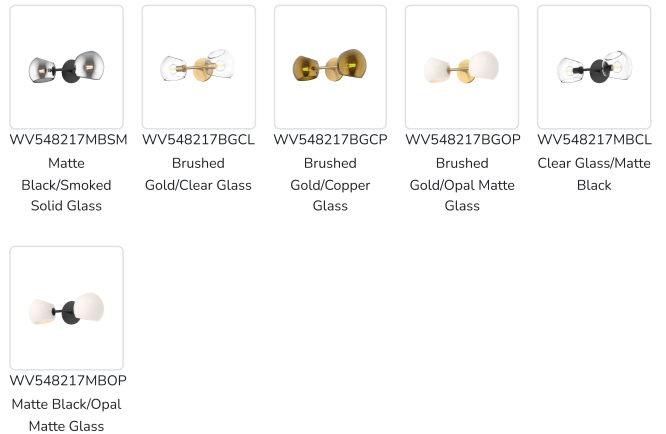 WV548217MBSM
Matte
Black/Smoked
Solid Glass
WV548217BGCL
Brushed
Gold/Clear Glass
WV548217BGCP
Brushed
Gold/Copper
Glass
WV548217BGOP
Brushed
Gold/Opal Matte
Glass
WV548217MBCL
Clear Glass/Matte
Black
WV548217MBOP
Matte Black/Opal
Matte Glass